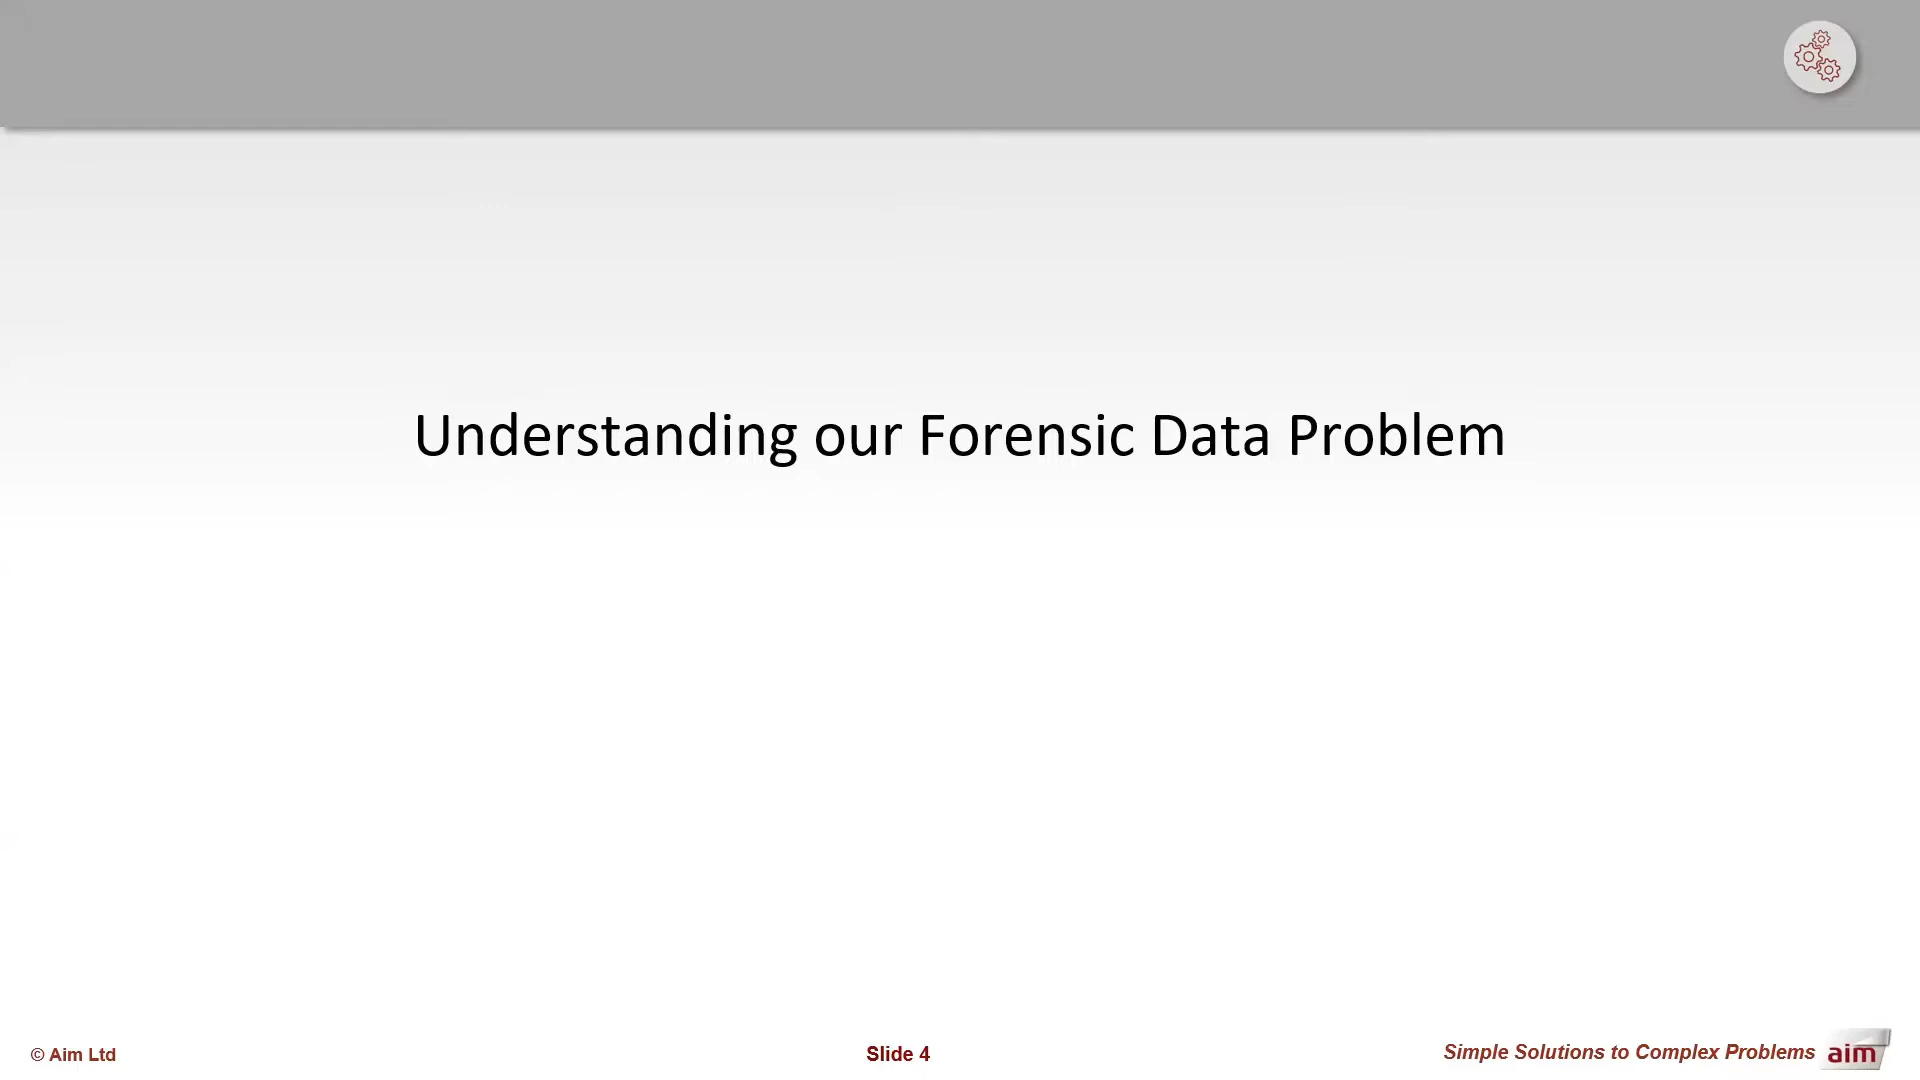 Understanding our Forensic Data Problem
© Aim Ltd
Slide 4
Simple Solutions to Complex Problems
aim